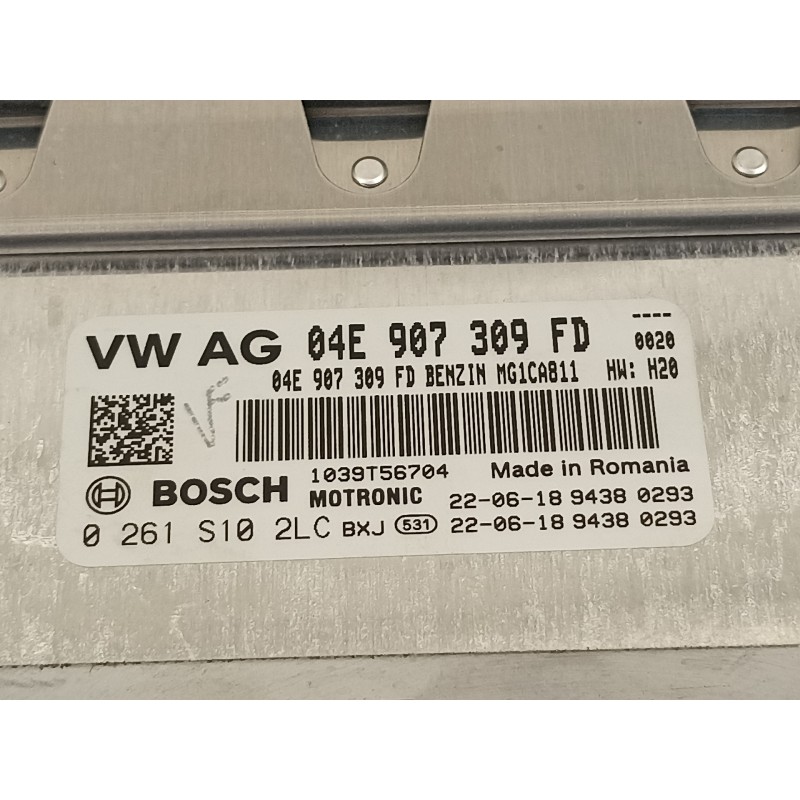 VW AG 04E 907 309 FD ---- 0020
04E 907 309 FD BENZIN MG1CA811 HW: H20
VF
1039T56704 Made in Romania
BOSCH MOTRONIC 22-06-18 9438 0293
0 261 S10 2LC BXJ 531 22-06-18 9438 0293